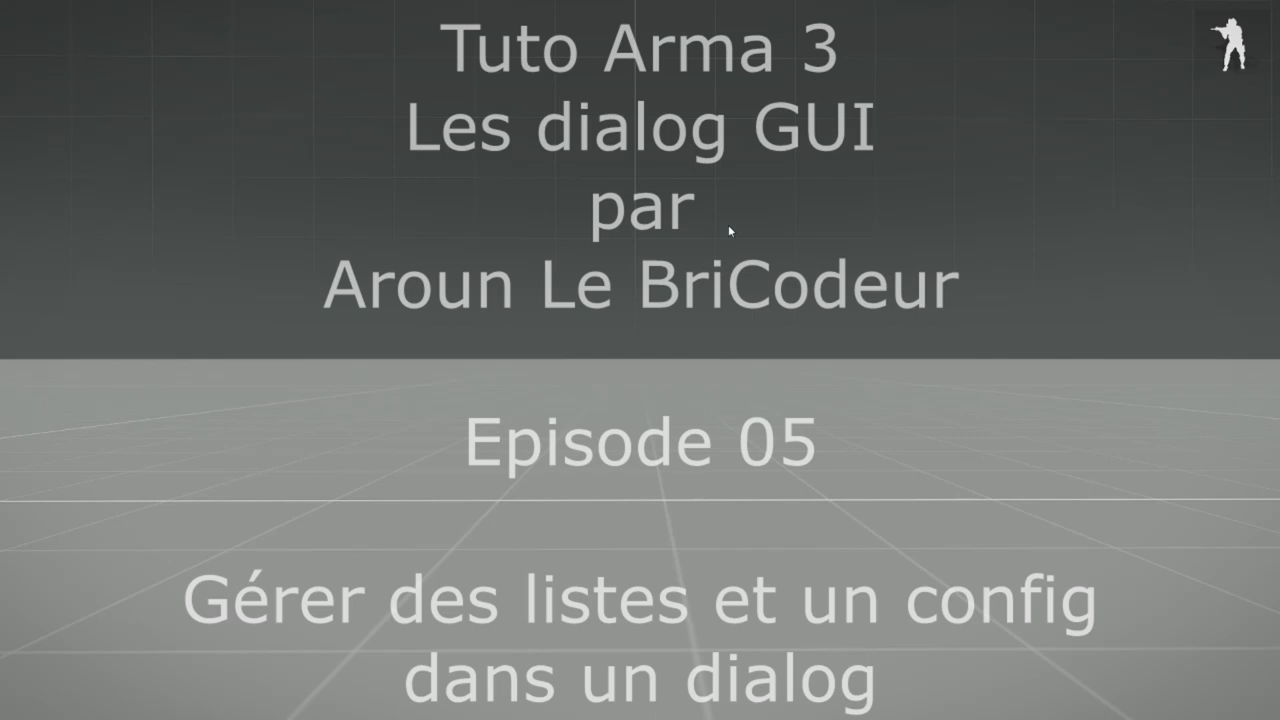 Tuto Arma 3
Les dialog GUI
par
Aroun Le BriCodeur
Episode 05
Gérer des listes et un config
dans un dialog